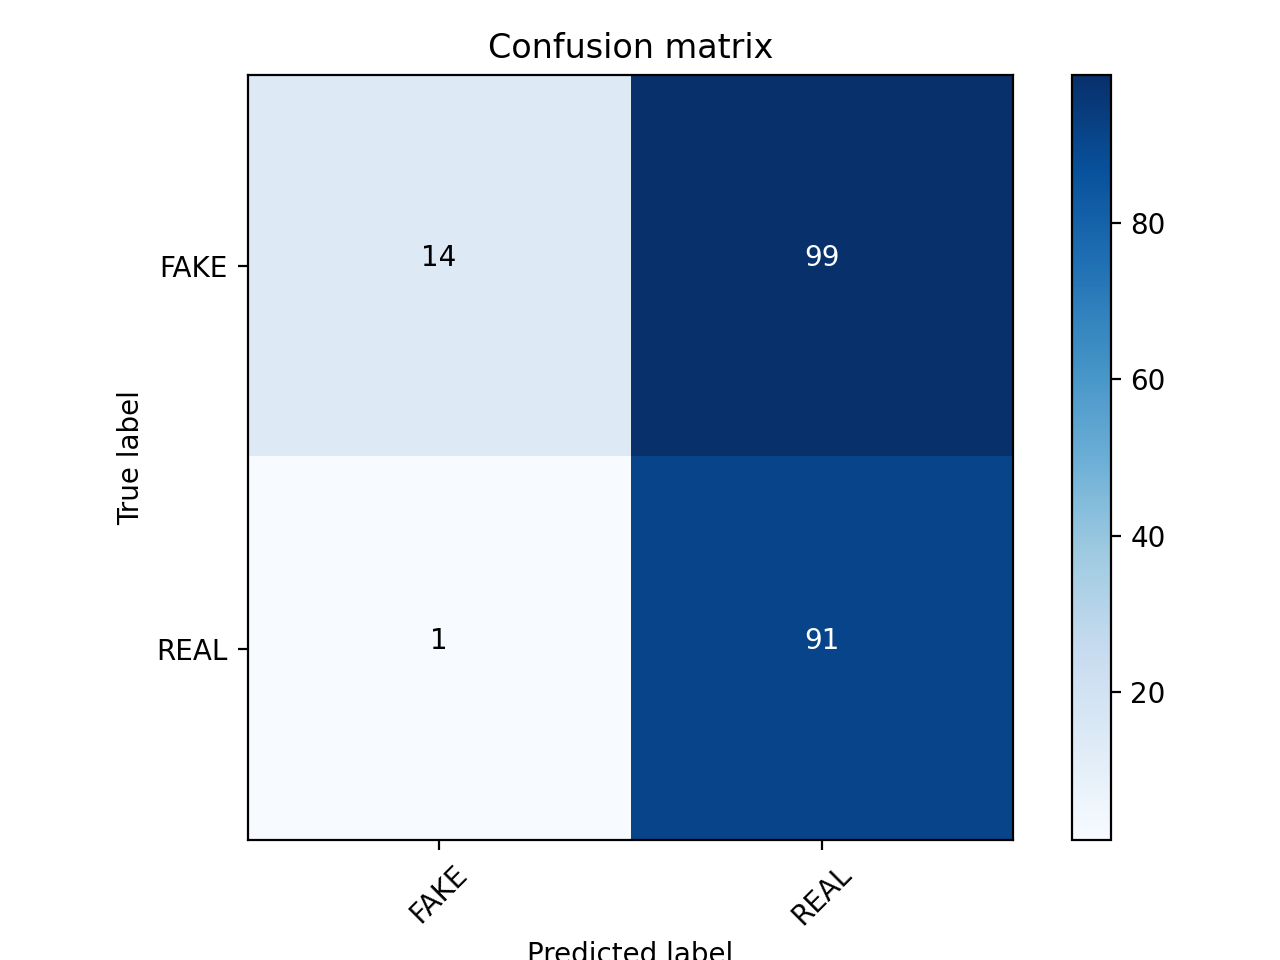 Confusion matrix
FAKE
14
99
REAL
1
91
True label
FAKE
REAL
Predicted label
80
60
40
20